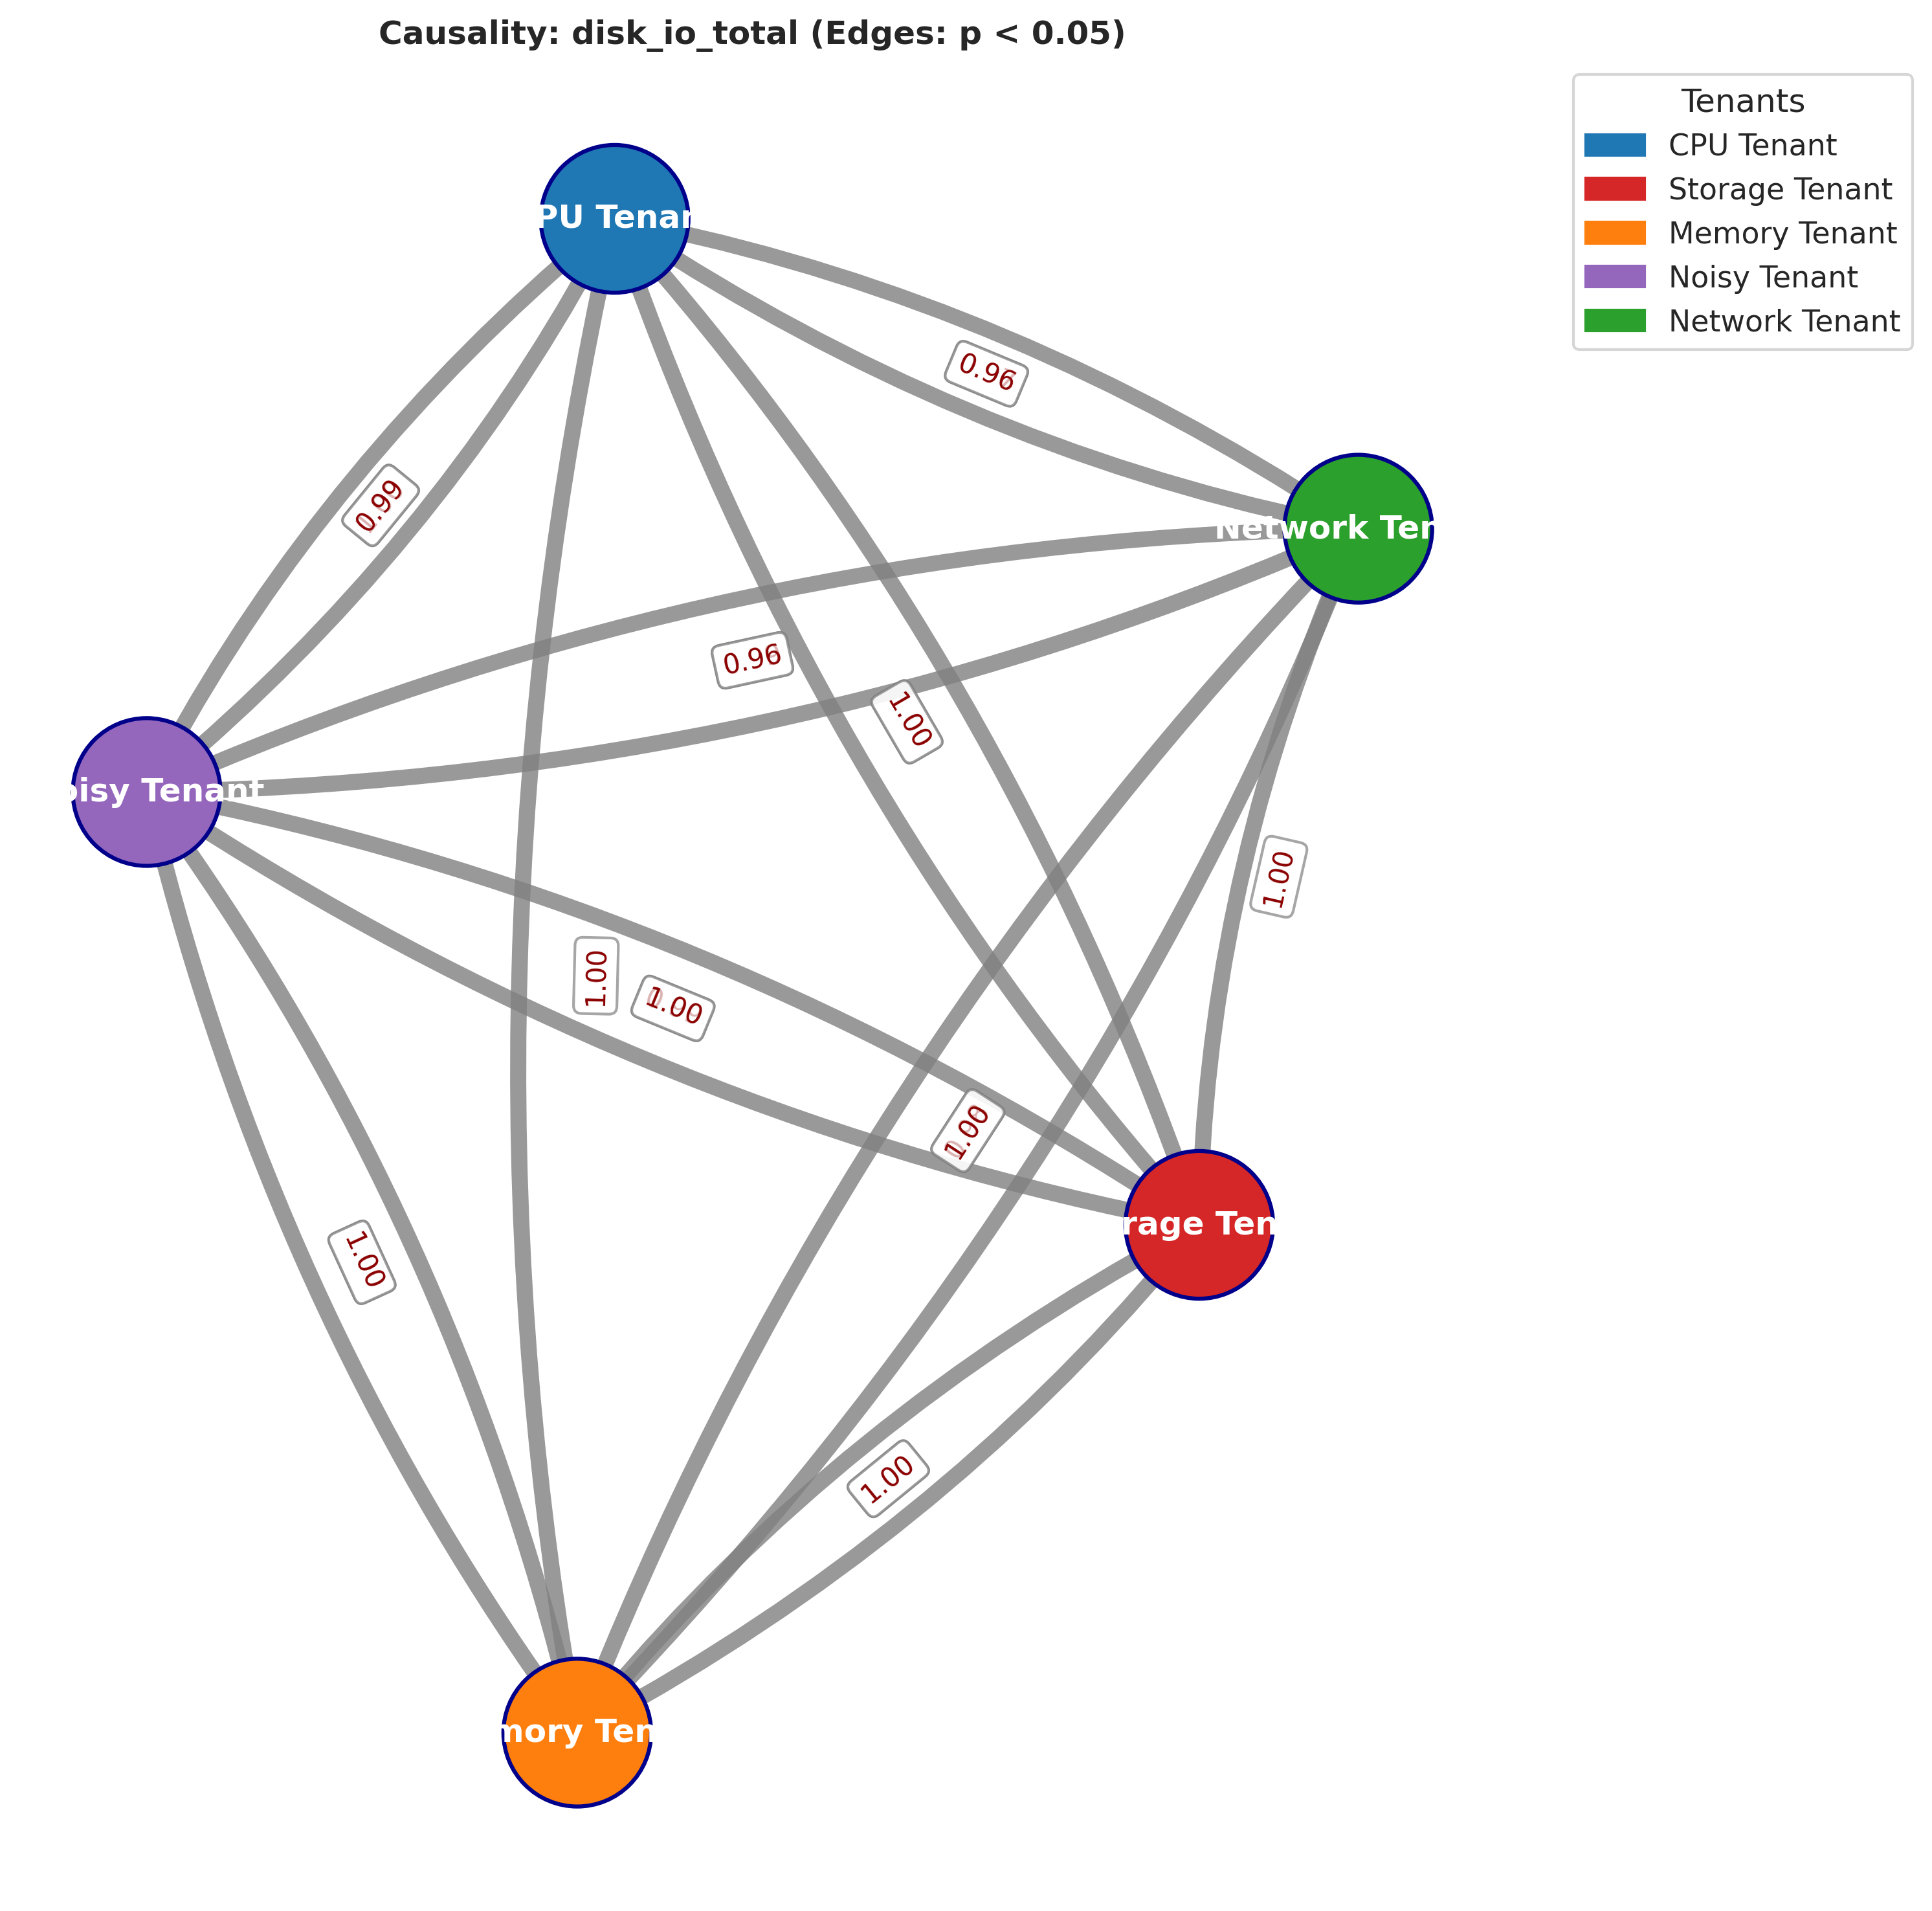 Causality: disk_io_total (Edges: p < 0.05)
Tenants
CPU Tenant
Storage Tenant
Memory Tenant
Noisy Tenant
Network Tenant
PU Tenan
0.96
0.99
Network Ten
0.96
1.00
oisy Tenant
1.00
1.00
1.00
1.00
rage Ten
1.00
1.00
mory Ten